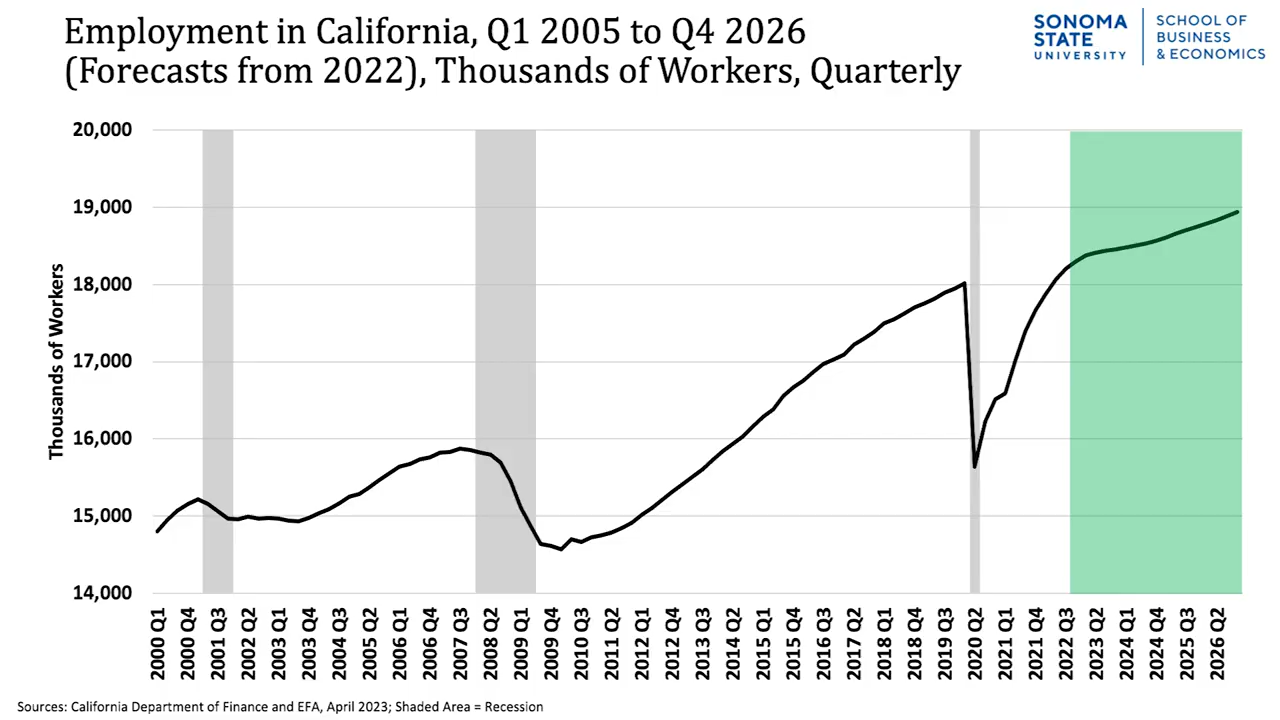 Employment in California, Q1 2005 to Q4 2026
(Forecasts from 2022), Thousands of Workers, Quarterly
SONOMA
STATE
UNIVERSITY
SCHOOL OF
BUSINESS
& ECONOMICS
Thousands of Workers
20,000
19,000
18,000
17,000
16,000
15,000
14,000
2000 Q1
2000 Q4
2001 Q3
2002 Q2
2003 Q1
2003 Q4
2004 Q3
2005 Q2
2006 Q1
2006 Q4
2007 Q3
2008 Q2
2009 Q1
2009 Q4
2010 Q3
2011 Q2
2012 Q1
2012 Q4
2013 Q3
2014 Q2
2015 Q1
2015 Q4
2016 Q3
2017 Q2
2018 Q1
2018 Q4
2019 Q3
2020 Q2
2021 Q1
2021 Q4
2022 Q3
2023 Q2
2024 Q1
2024 Q4
2025 Q3
2026 Q2
Sources: California Department of Finance and EFA, April 2023; Shaded Area = Recession